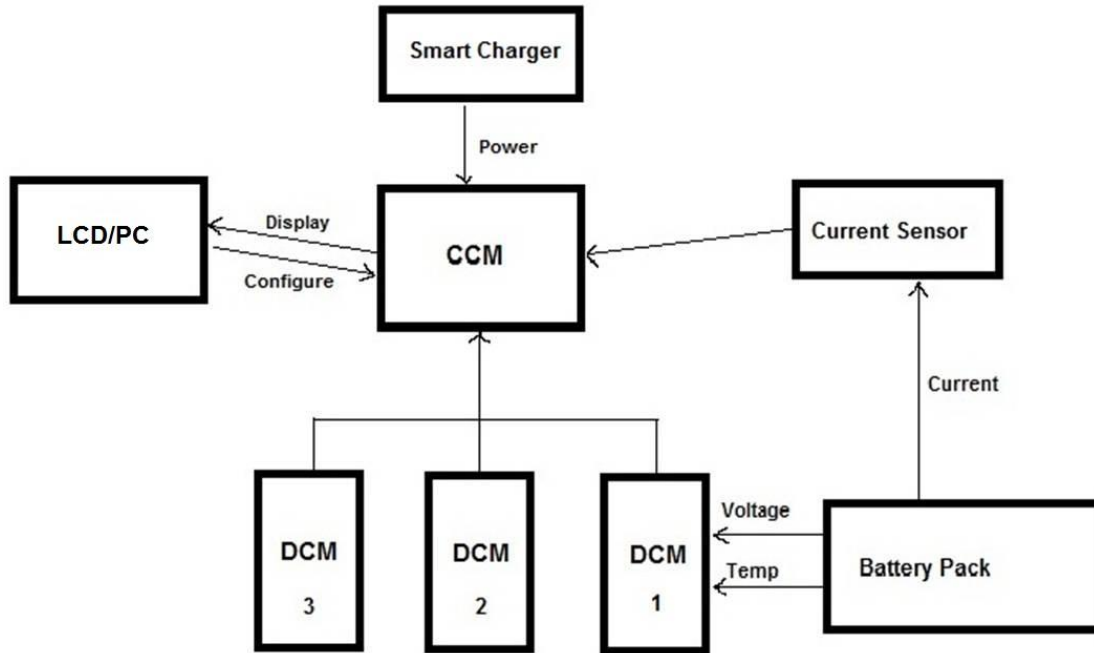 Smart Charger
Power
LCD/PC
Display
Configure
CCM
Current Sensor
Current
DCM
3
DCM
2
DCM
1
Voltage
Temp
Battery Pack